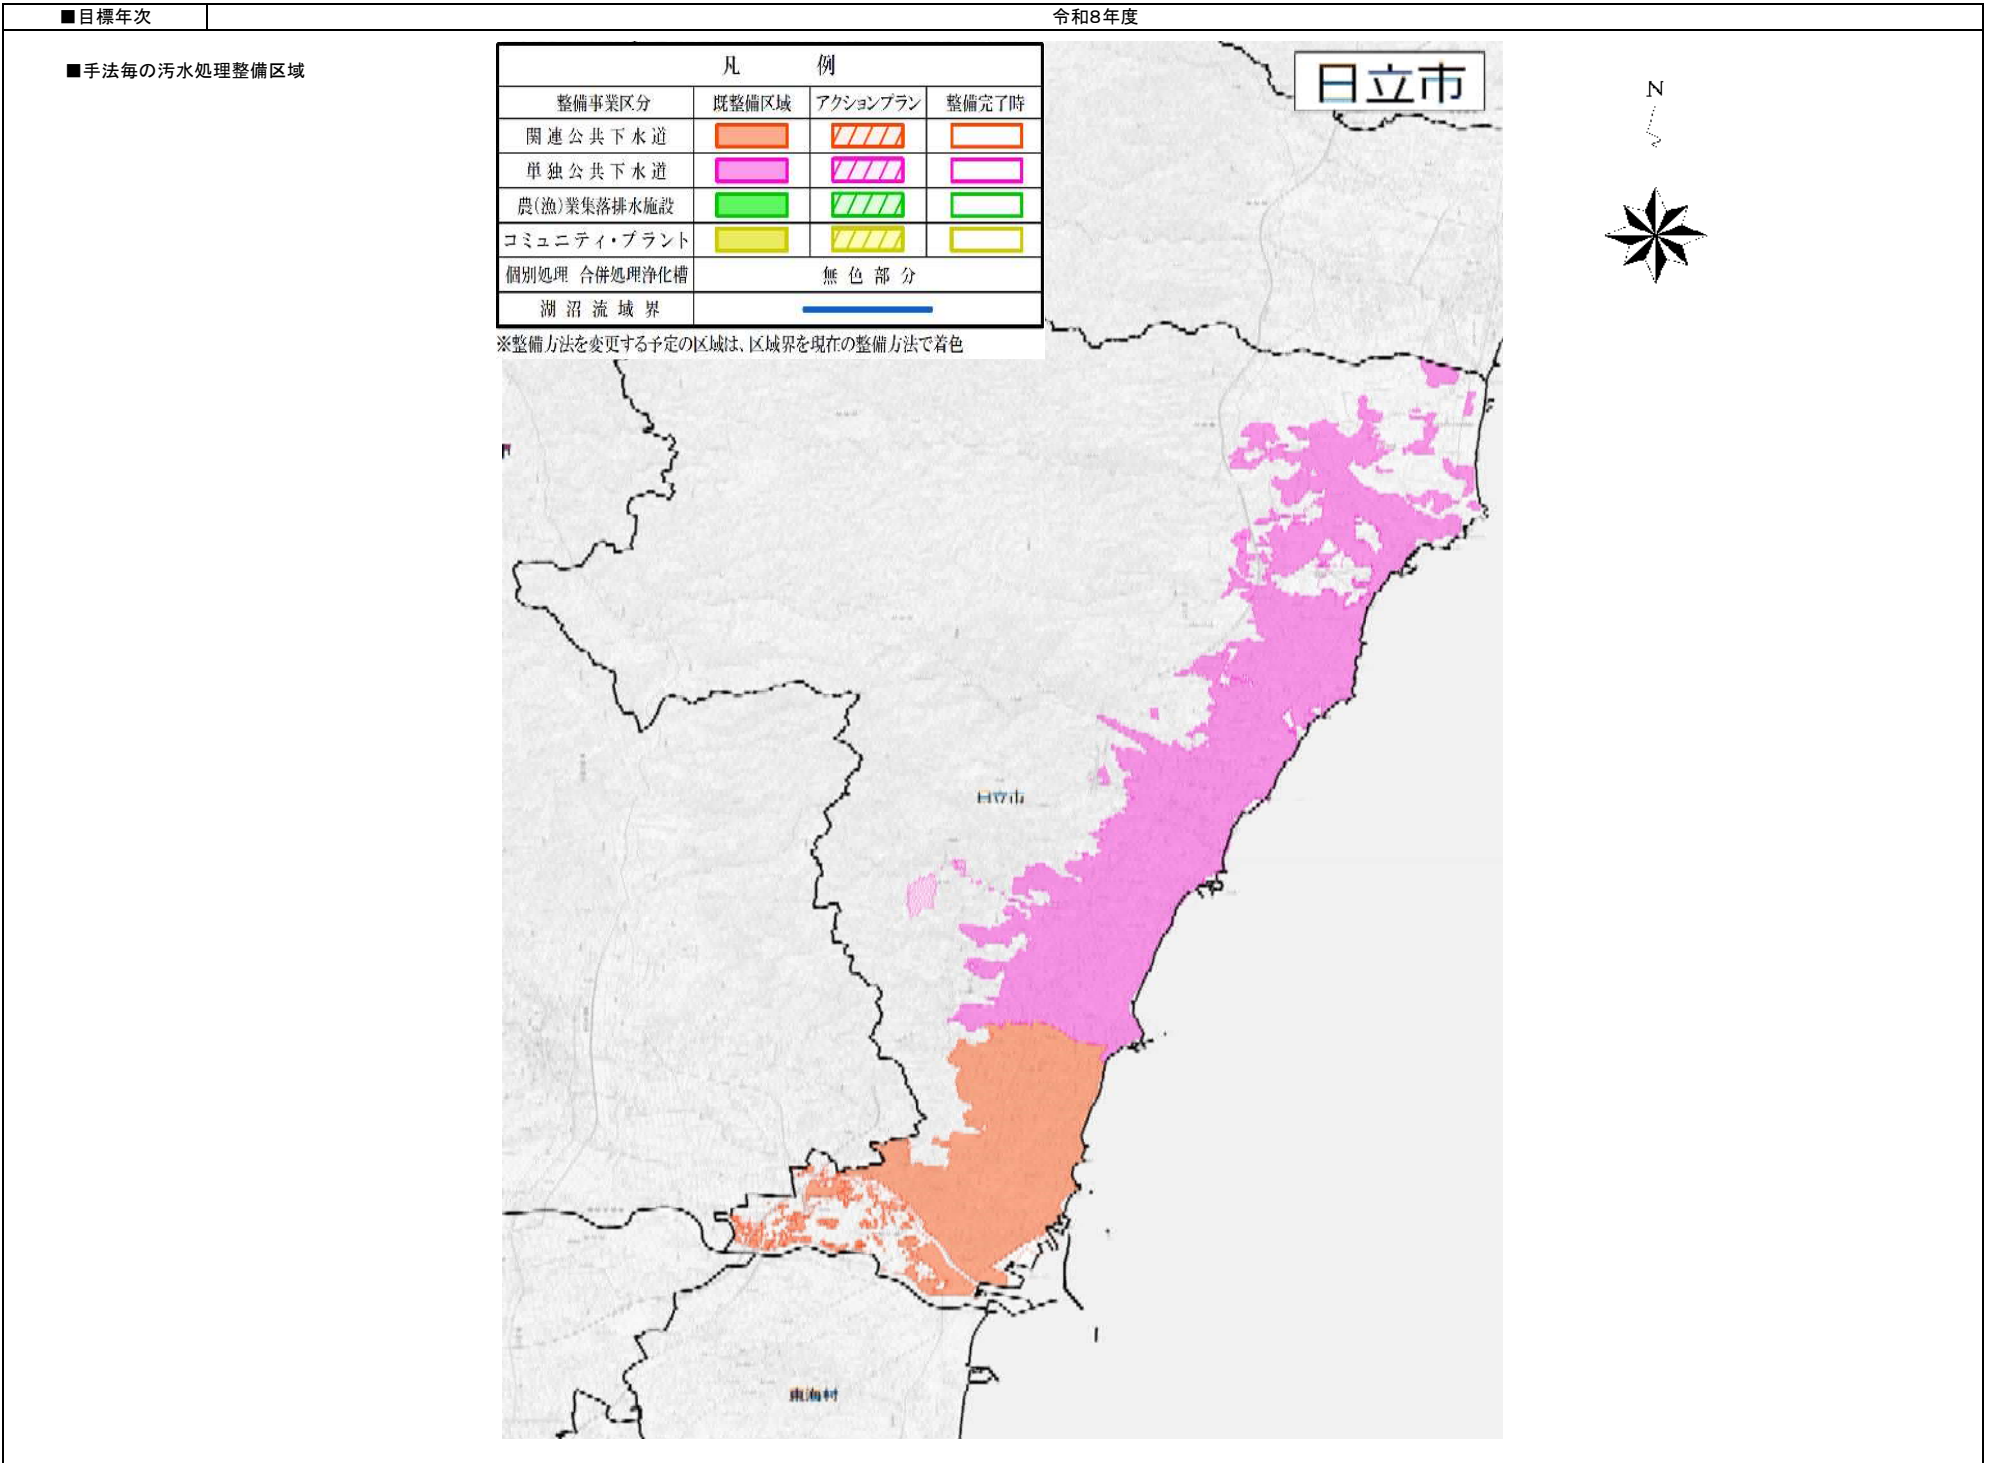 ■目標年次
令和8年度
■手法毎の汚水処理整備区域
凡 例
整備事業区分 既整備区域 アクションプラン 整備完了時
関連公共下水道
単独公共下水道
農(漁)業集落排水施設
コミュニティ・プラント
個別処理 合併処理浄化槽 無色部分
湖沼流域界
※整備方法を変更する予定の区域は、区域界を現在の整備方法で着色
日立市
N
日立市
東海村